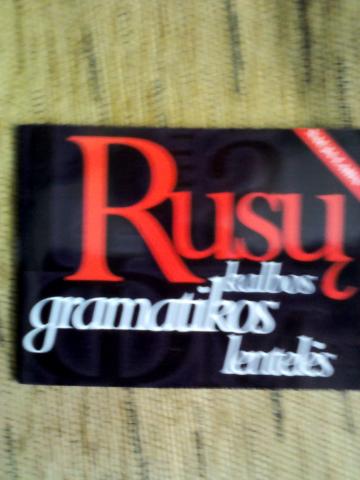 Rusų
kalbos
gramatikos
lentelės